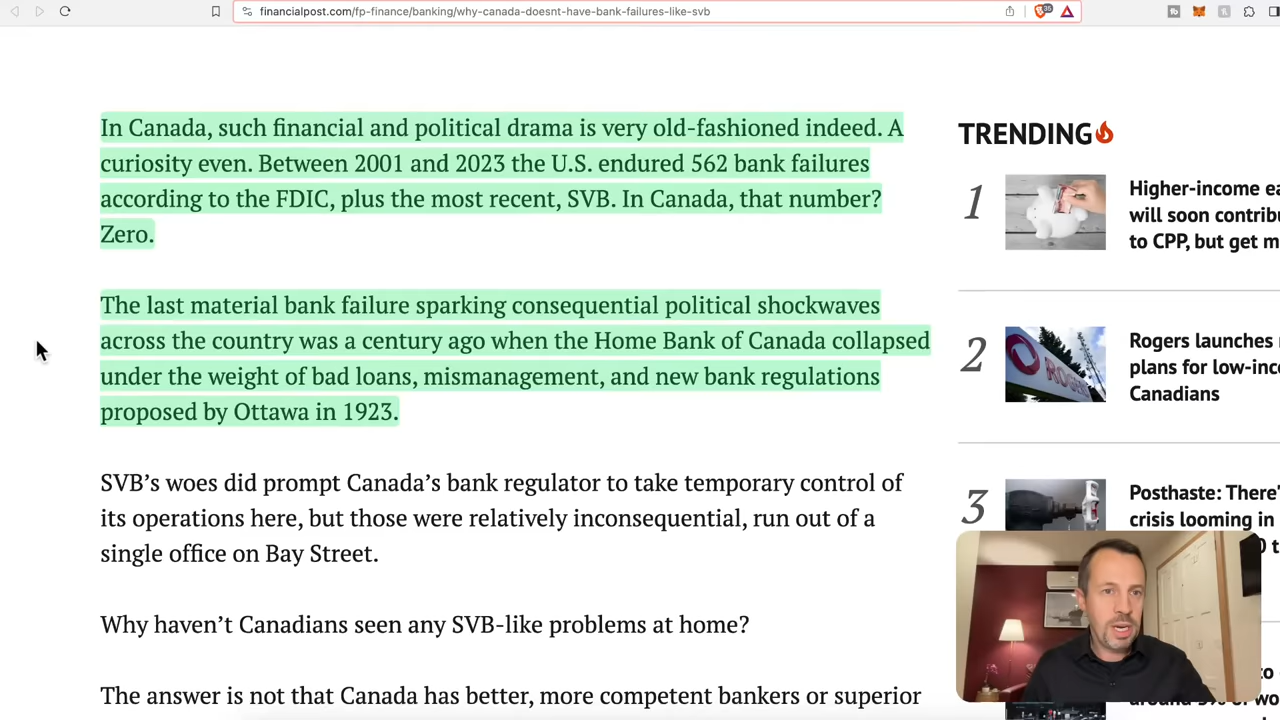 financialpost.com/fp-finance/banking/why-canada-doesnt-have-bank-failures-like-svb
In Canada, such financial and political drama is very old-fashioned indeed. A
curiosity even. Between 2001 and 2023 the U.S. endured 562 bank failures
according to the FDIC, plus the most recent, SVB. In Canada, that number?
Zero.
The last material bank failure sparking consequential political shockwaves
across the country was a century ago when the Home Bank of Canada collapsed
under the weight of bad loans, mismanagement, and new bank regulations
proposed by Ottawa in 1923.
SVB’s woes did prompt Canada’s bank regulator to take temporary control of
its operations here, but those were relatively inconsequential, run out of a
single office on Bay Street.
Why haven’t Canadians seen any SVB-like problems at home?
The answer is not that Canada has better, more competent bankers or superior
TRENDING
1
Higher-income
will soon
to CPP, but get
2
Rogers launches
plans for
Canadians
3
Posthaste:
crisis looming in